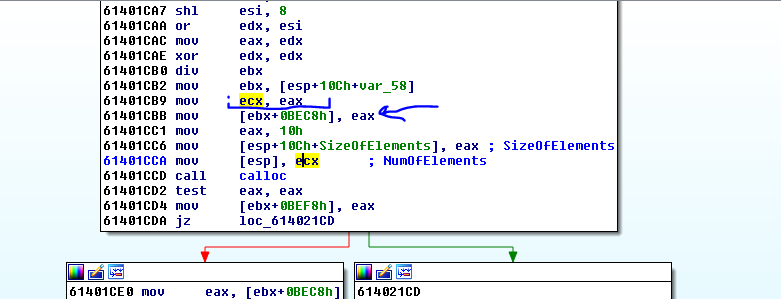 61401CA7 shl esi, 8
61401CAA or edx, esi
61401CAC mov eax, edx
61401CAE xor edx, edx
61401CB0 div ebx
61401CB2 mov ebx, [esp+10Ch+var_58]
61401CB9 mov ecx, eax
61401CBB mov [ebx+0BEC8h], eax
61401CC1 mov eax, 10h
61401CC6 mov [esp+10Ch+SizeOfElements], eax ; SizeOfElements
61401CCA mov [esp], ecx ; NumOfElements
61401CCD call calloc
61401CD2 test eax, eax
61401CD4 mov [ebx+0BEF8h], eax
61401CDA jz loc_614021CD
61401CE0 mov eax, [ebx+0BEC8h]
614021CD